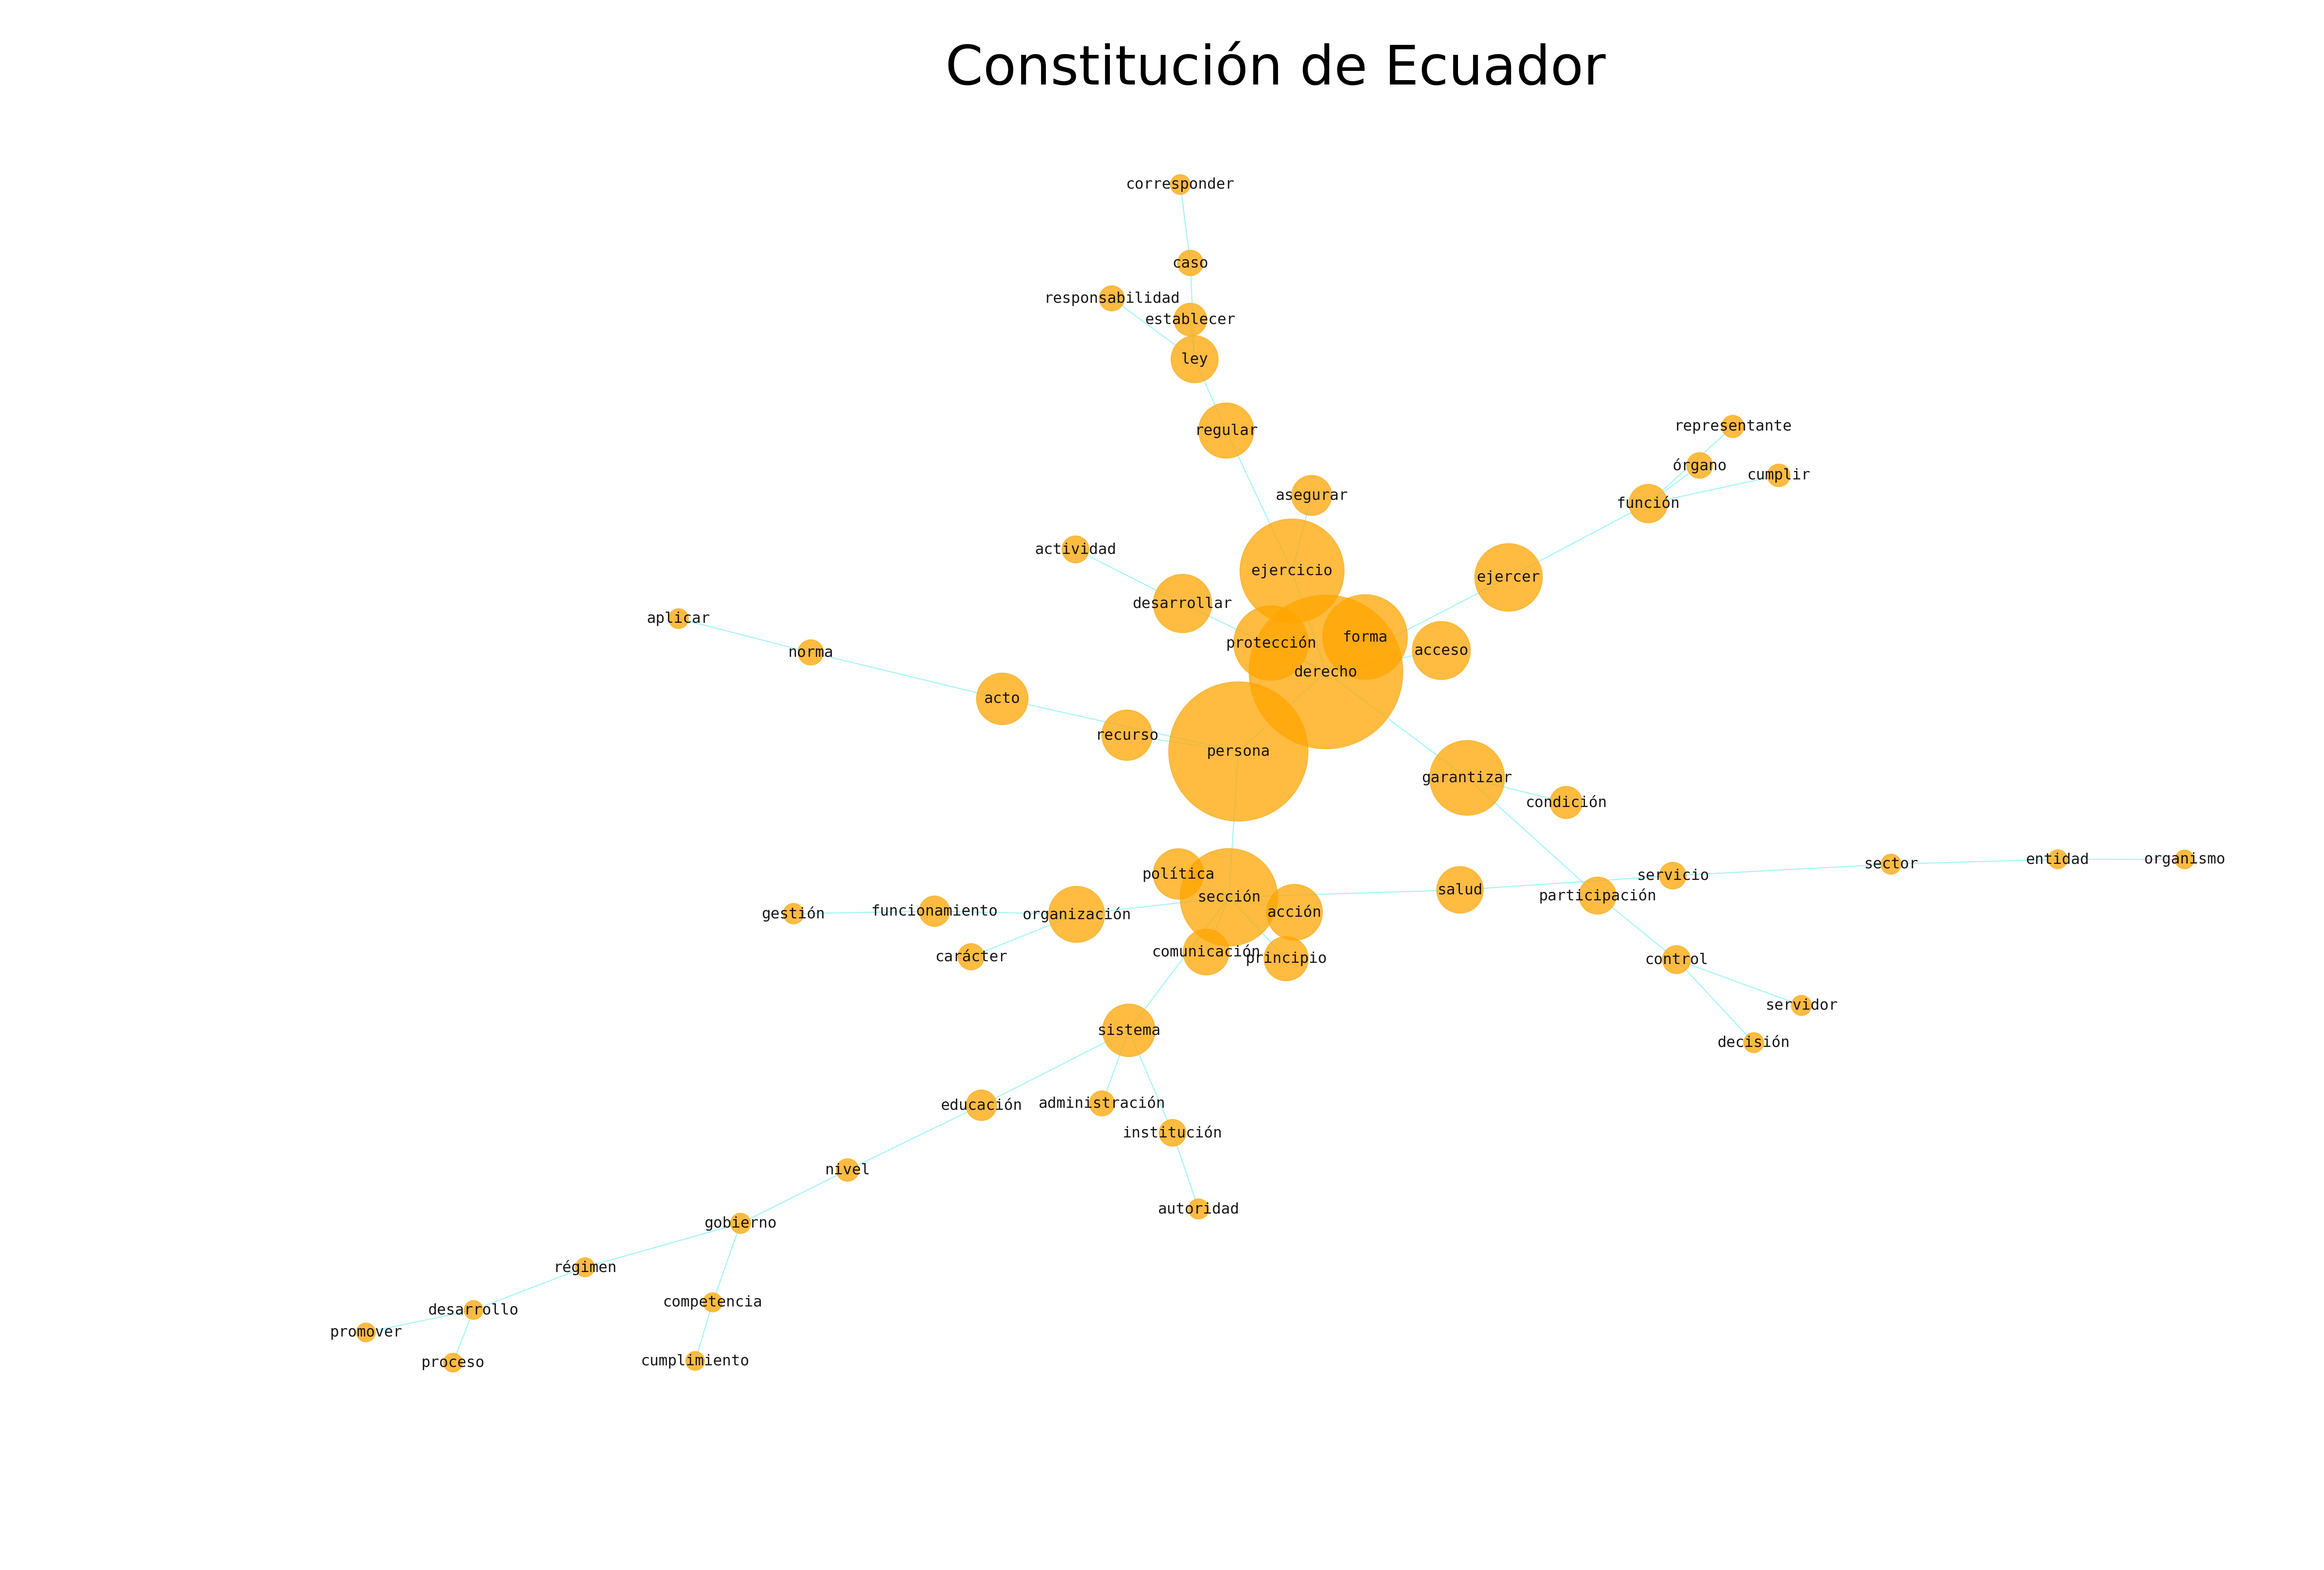 Constitución de Ecuador
corresponder
caso
responsabilidad
establecer
ley
representante
regular
órgano
cumplir
asegurar
función
actividad
ejercicio
ejercer
desarrollar
aplicar
forma
protección
acceso
norma
derecho
acto
recurso
persona
garantizar
condición
entidad
organismo
sector
política
servicio
salud
participación
sección
funcionamiento
acción
gestión
organización
comunicación
carácter
principio
control
servidor
sistema
decisión
administración
educación
institución
nivel
autoridad
gobierno
régimen
competencia
desarrollo
promover
cumplimiento
proceso